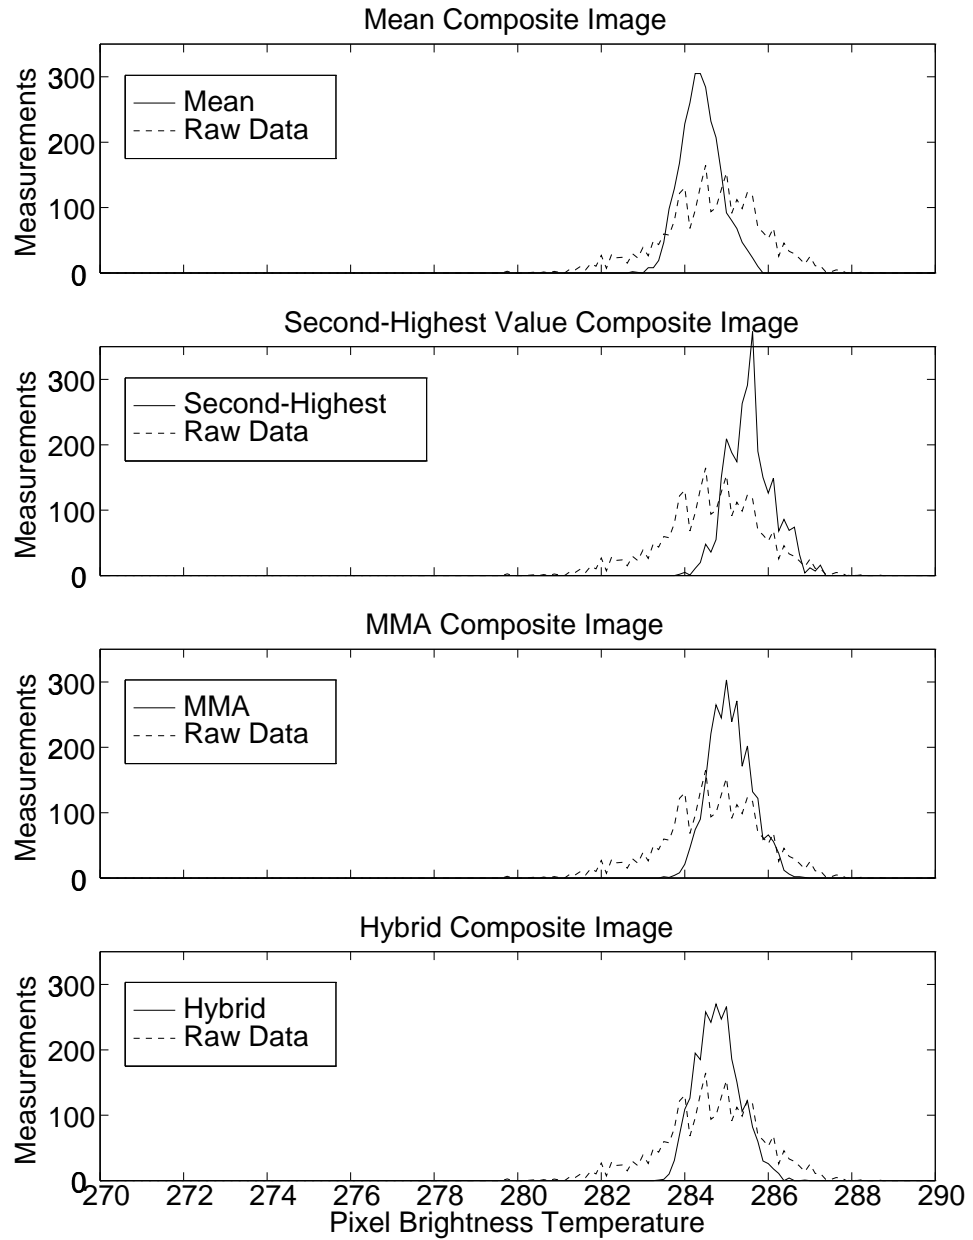 Mean Composite Image
Measurements
300
200
100
0
Mean
Raw Data
Second-Highest Value Composite Image
Measurements
300
200
100
0
Second-Highest
Raw Data
MMA Composite Image
Measurements
300
200
100
0
MMA
Raw Data
Hybrid Composite Image
Measurements
300
200
100
0
Hybrid
Raw Data
270 272 274 276 278 280 282 284 285 286 287 288 290
Pixel Brightness Temperature